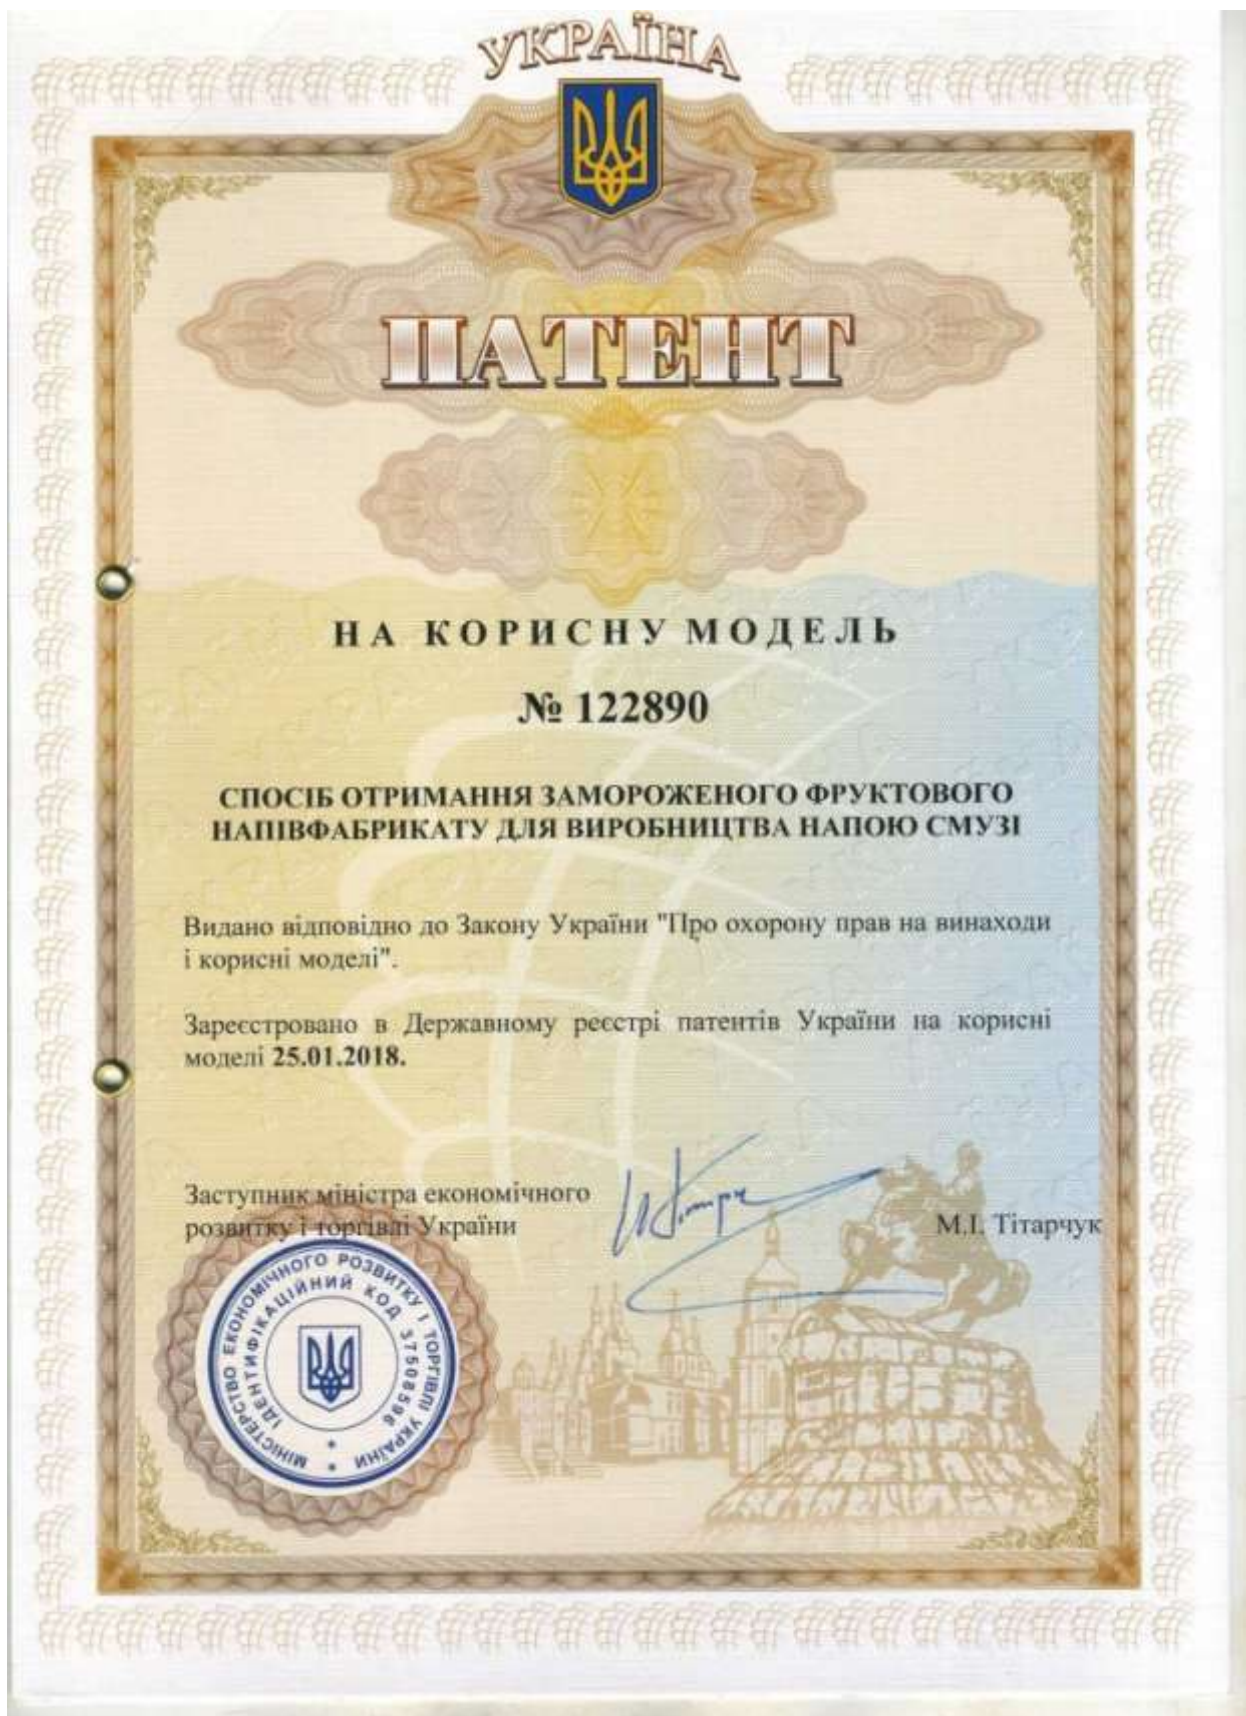 УКРАЇНА
ПАТЕНТ
НА КОРИСНУ МОДЕЛЬ
№ 122890
СПОСІБ ОТРИМАННЯ ЗАМОРОЖЕНОГО ФРУКТОВОГО
НАПІВФАБРИКАТУ ДЛЯ ВИРОБНИЦТВА НАПОЮ СМУЗІ
Видано відповідно до Закону України "Про охорону прав на винаходи
і корисні моделі".
Зареєстровано в Державному реєстрі патентів України на корисні
моделі 25.01.2018.
Заступник міністра економічного
розвитку і торгівлі України
М.І. Тітарчук
МІНІСТЕРСТВО ЕКОНОМІЧНОГО РОЗВИТКУ І ТОРГІВЛІ УКРАЇНИ
ІДЕНТИФІКАЦІЙНИЙ КОД 37508596